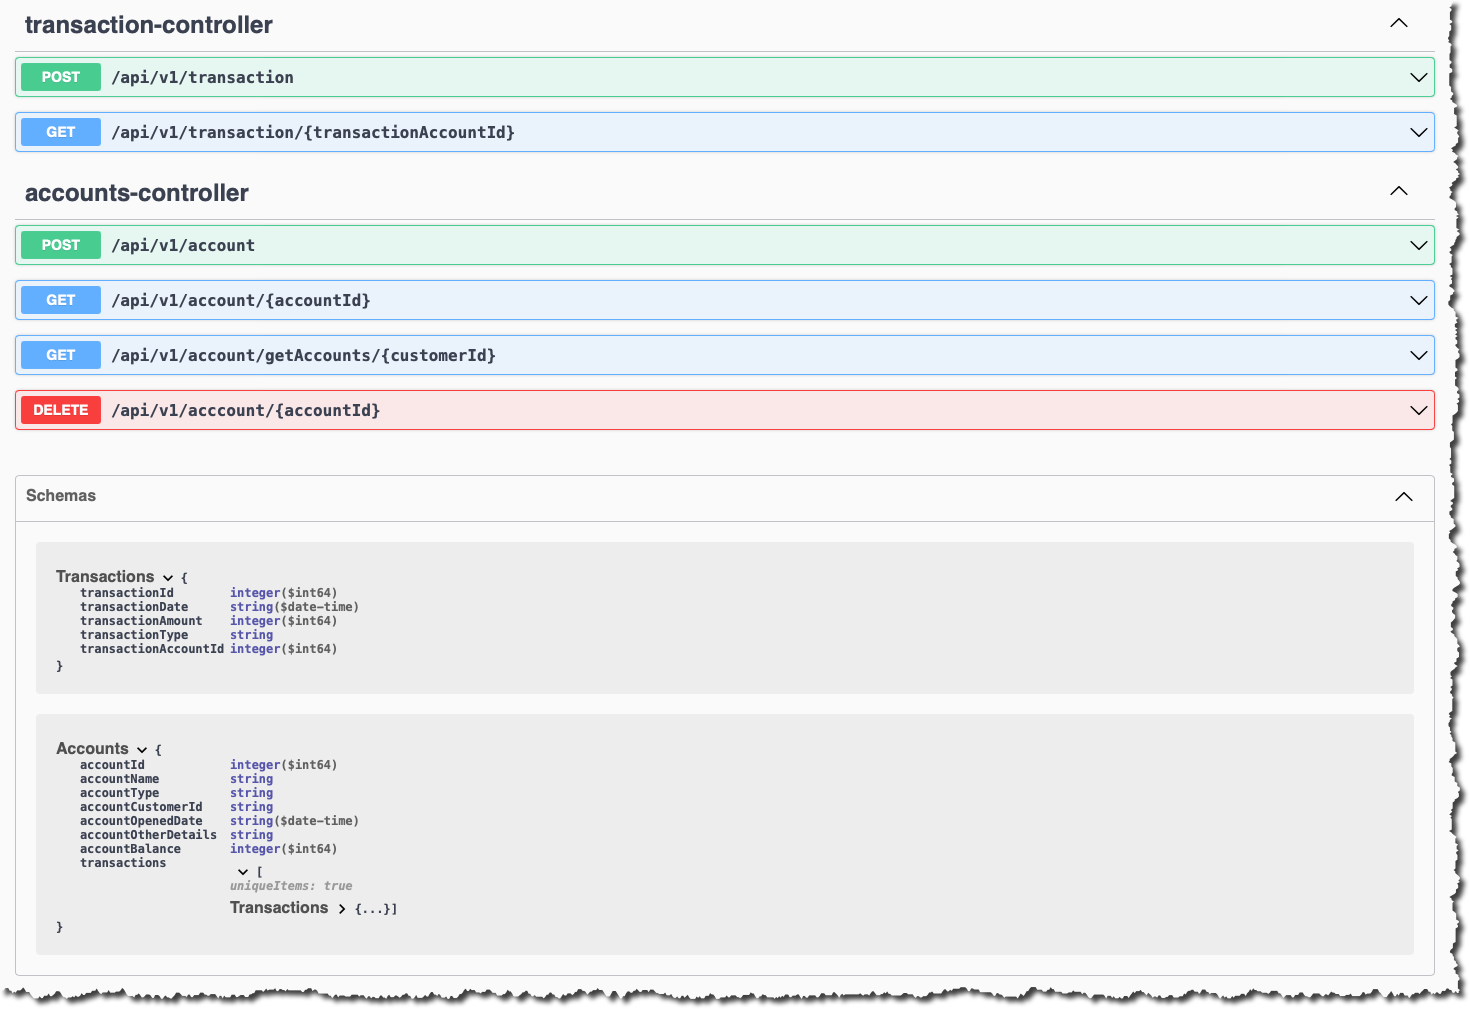 transaction-controller
POST /api/v1/transaction
GET /api/v1/transaction/{transactionAccountId}
accounts-controller
POST /api/v1/account
GET /api/v1/account/{accountId}
GET /api/v1/account/getAccounts/{customerId}
DELETE /api/v1/acccount/{accountId}
Schemas
Transactions {
transactionId integer($int64)
transactionDate string($date-time)
transactionAmount integer($int64)
transactionType string
transactionAccountId integer($int64)
}
Accounts {
accountId integer($int64)
accountName string
accountType string
accountCustomerId string
accountOpenedDate string($date-time)
accountOtherDetails string
accountBalance integer($int64)
transactions
[
uniqueItems: true
Transactions {...}]
}